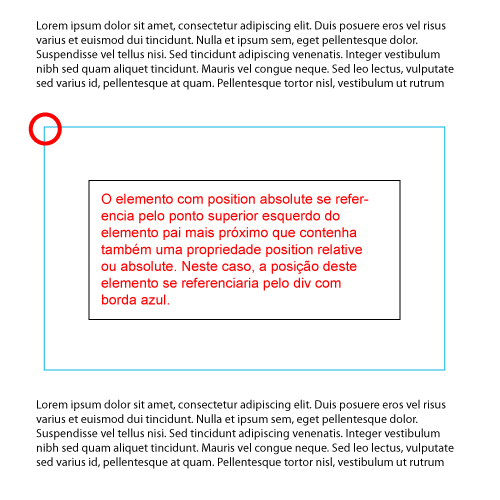 Lorem ipsum dolor sit amet, consectetur adipiscing elit. Duis posuere eros vel risus
varius et euismod dui tincidunt. Nulla et ipsum sem, eget pellentesque dolor.
Suspendisse vel tellus nisi. Sed tincidunt adipiscing venenatis. Integer vestibulum
nibh sed quam aliquet tincidunt. Mauris vel congue neque. Sed leo lectus, vulputate
sed varius id, pellentesque at quam. Pellentesque tortor nisl, vestibulum ut rutrum
O elemento com position absolute se refer-
encia pelo ponto superior esquerdo do
elemento pai mais próximo que contenha
também uma propriedade position relative
ou absolute. Neste caso, a posição deste
elemento se referenciaria pelo div com
borda azul.
Lorem ipsum dolor sit amet, consectetur adipiscing elit. Duis posuere eros vel risus
varius et euismod dui tincidunt. Nulla et ipsum sem, eget pellentesque dolor.
Suspendisse vel tellus nisi. Sed tincidunt adipiscing venenatis. Integer vestibulum
nibh sed quam aliquet tincidunt. Mauris vel congue neque. Sed leo lectus, vulputate
sed varius id, pellentesque at quam. Pellentesque tortor nisl, vestibulum ut rutrum